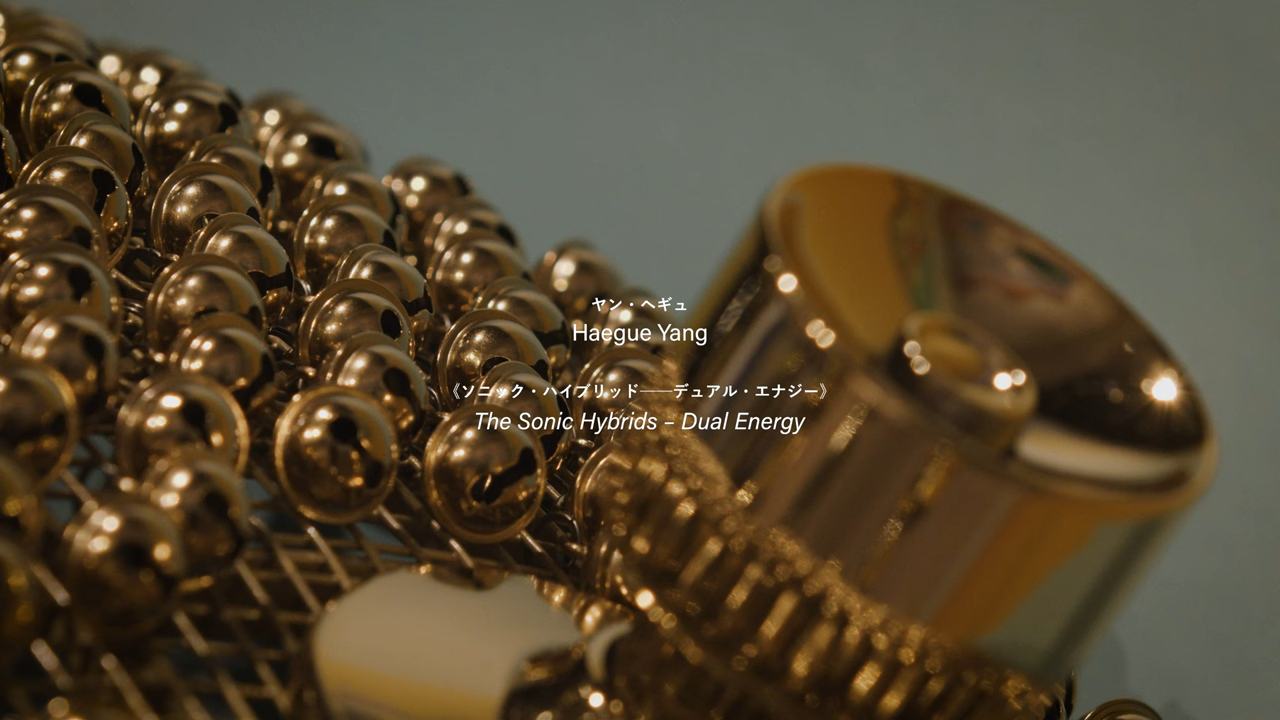 ヤン・ヘギュ
Haegue Yang
《ソニック・ハイブリッド──デュアル・エナジー》
The Sonic Hybrids – Dual Energy